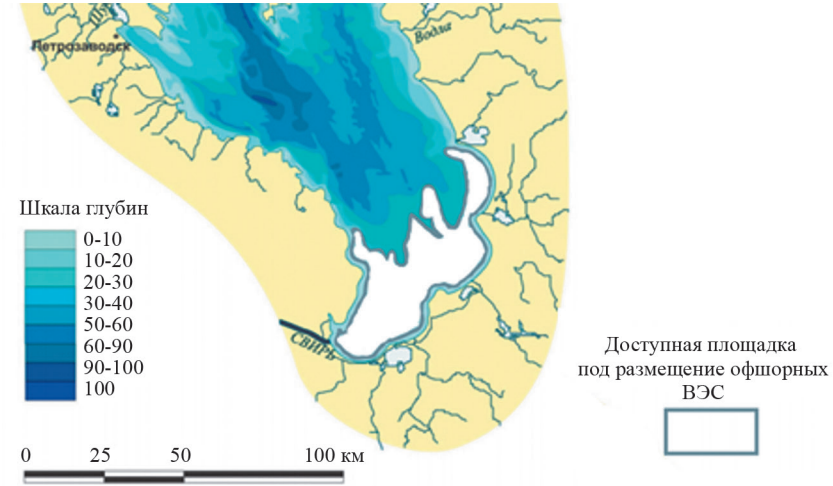 Петрозаводск
Водла
СВИРЬ
Шкала глубин
0-10
10-20
20-30
30-40
50-60
60-90
90-100
100
0 25 50 100 км
Доступная площадка
под размещение офшорных
ВЭС